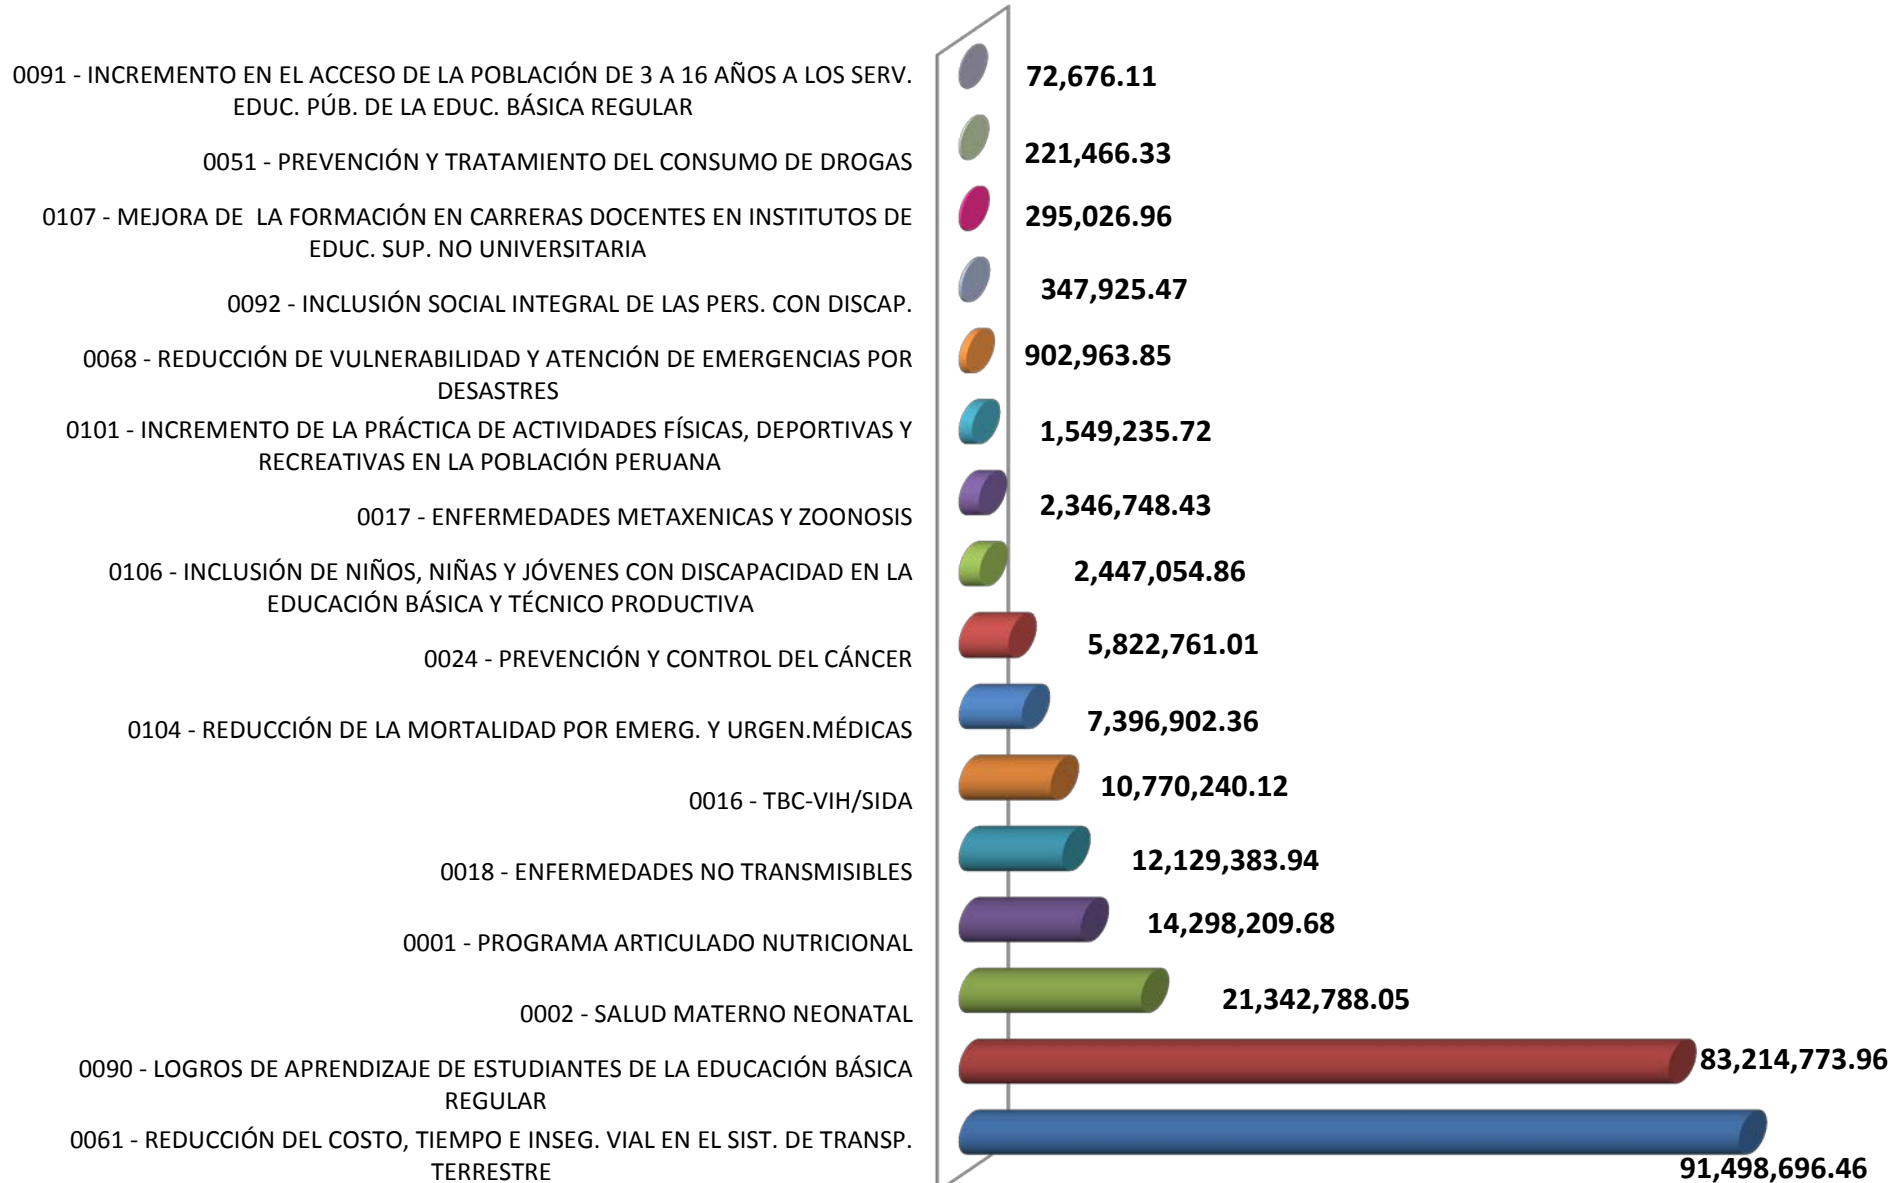 0091 - INCREMENTO EN EL ACCESO DE LA POBLACIÓN DE 3 A 16 AÑOS A LOS SERV.
EDUC. PÚB. DE LA EDUC. BÁSICA REGULAR
72,676.11
0051 - PREVENCIÓN Y TRATAMIENTO DEL CONSUMO DE DROGAS
221,466.33
0107 - MEJORA DE  LA FORMACIÓN EN CARRERAS DOCENTES EN INSTITUTOS DE
EDUC. SUP. NO UNIVERSITARIA
295,026.96
0092 - INCLUSIÓN SOCIAL INTEGRAL DE LAS PERS. CON DISCAP.
347,925.47
0068 - REDUCCIÓN DE VULNERABILIDAD Y ATENCIÓN DE EMERGENCIAS POR
DESASTRES
902,963.85
0101 - INCREMENTO DE LA PRÁCTICA DE ACTIVIDADES FÍSICAS, DEPORTIVAS Y
RECREATIVAS EN LA POBLACIÓN PERUANA
1,549,235.72
0017 - ENFERMEDADES METAXENICAS Y ZOONOSIS
2,346,748.43
0106 - INCLUSIÓN DE NIÑOS, NIÑAS Y JÓVENES CON DISCAPACIDAD EN LA
EDUCACIÓN BÁSICA Y TÉCNICO PRODUCTIVA
2,447,054.86
0024 - PREVENCIÓN Y CONTROL DEL CÁNCER
5,822,761.01
0104 - REDUCCIÓN DE LA MORTALIDAD POR EMERG. Y URGEN.MÉDICAS
7,396,902.36
0016 - TBC-VIH/SIDA
10,770,240.12
0018 - ENFERMEDADES NO TRANSMISIBLES
12,129,383.94
0001 - PROGRAMA ARTICULADO NUTRICIONAL
14,298,209.68
0002 - SALUD MATERNO NEONATAL
21,342,788.05
0090 - LOGROS DE APRENDIZAJE DE ESTUDIANTES DE LA EDUCACIÓN BÁSICA
REGULAR
83,214,773.96
0061 - REDUCCIÓN DEL COSTO, TIEMPO E INSEG. VIAL EN EL SIST. DE TRANSP.
TERRESTRE
91,498,696.46